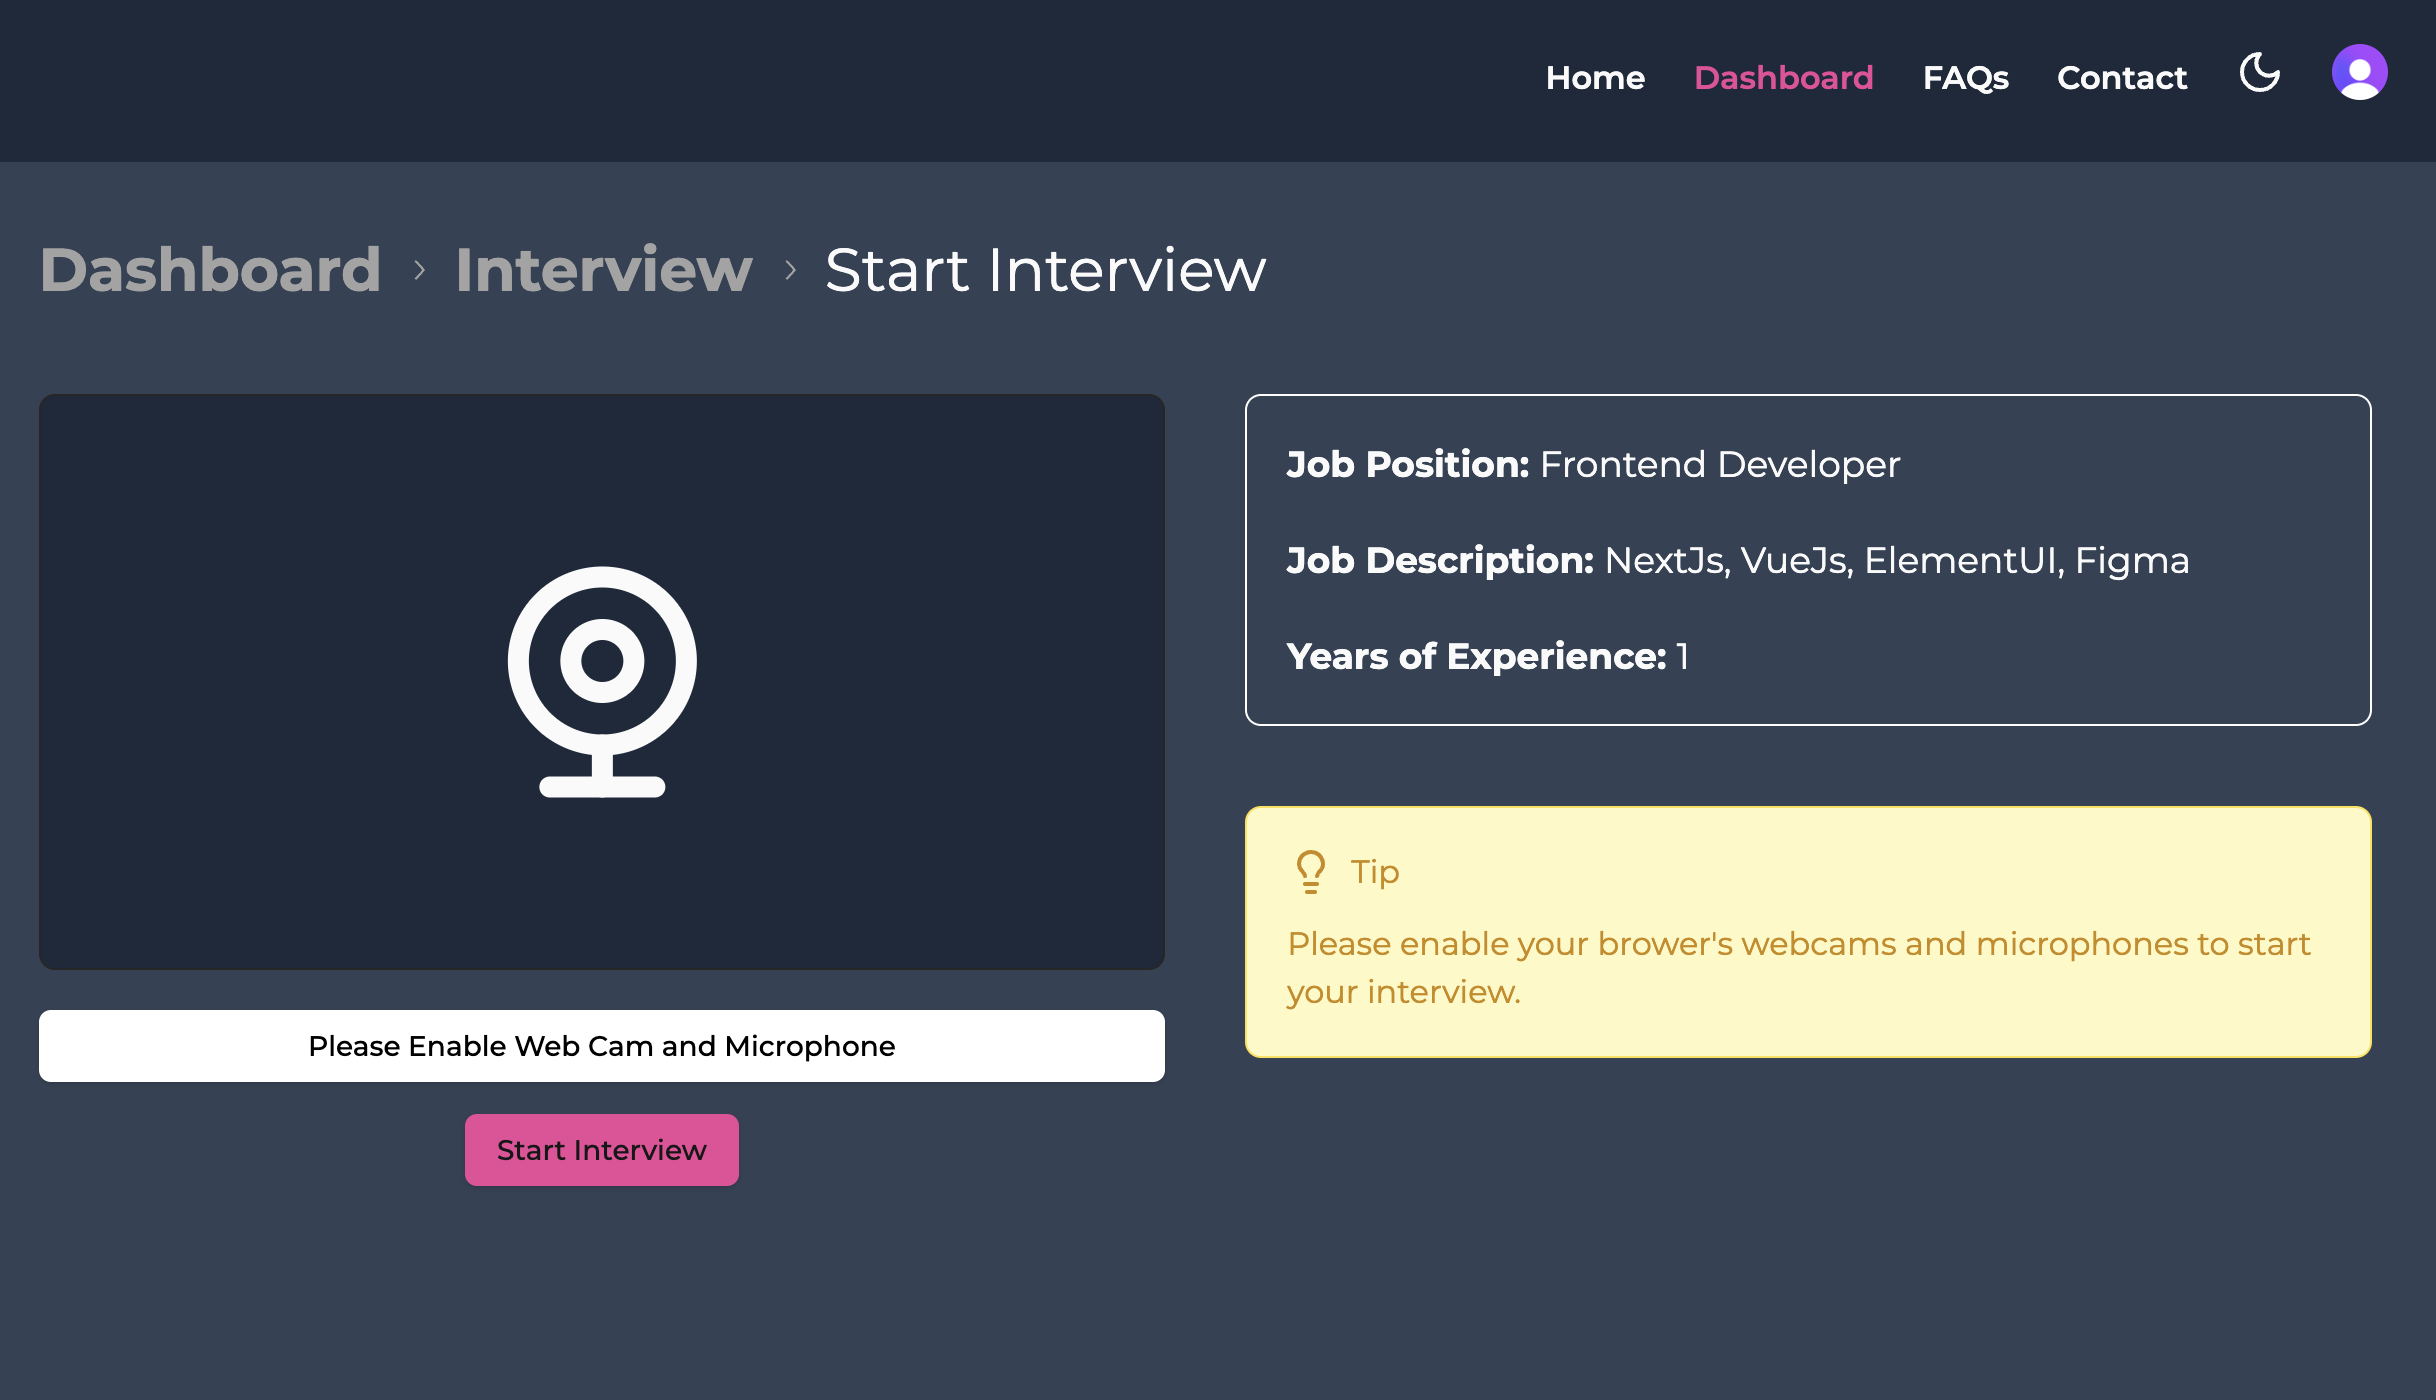 Home Dashboard FAQs Contact
Dashboard > Interview > Start Interview
Job Position: Frontend Developer
Job Description: NextJs, VueJs, ElementUI, Figma
Years of Experience: 1
Tip
Please enable your brower's webcams and microphones to start
your interview.
Please Enable Web Cam and Microphone
Start Interview